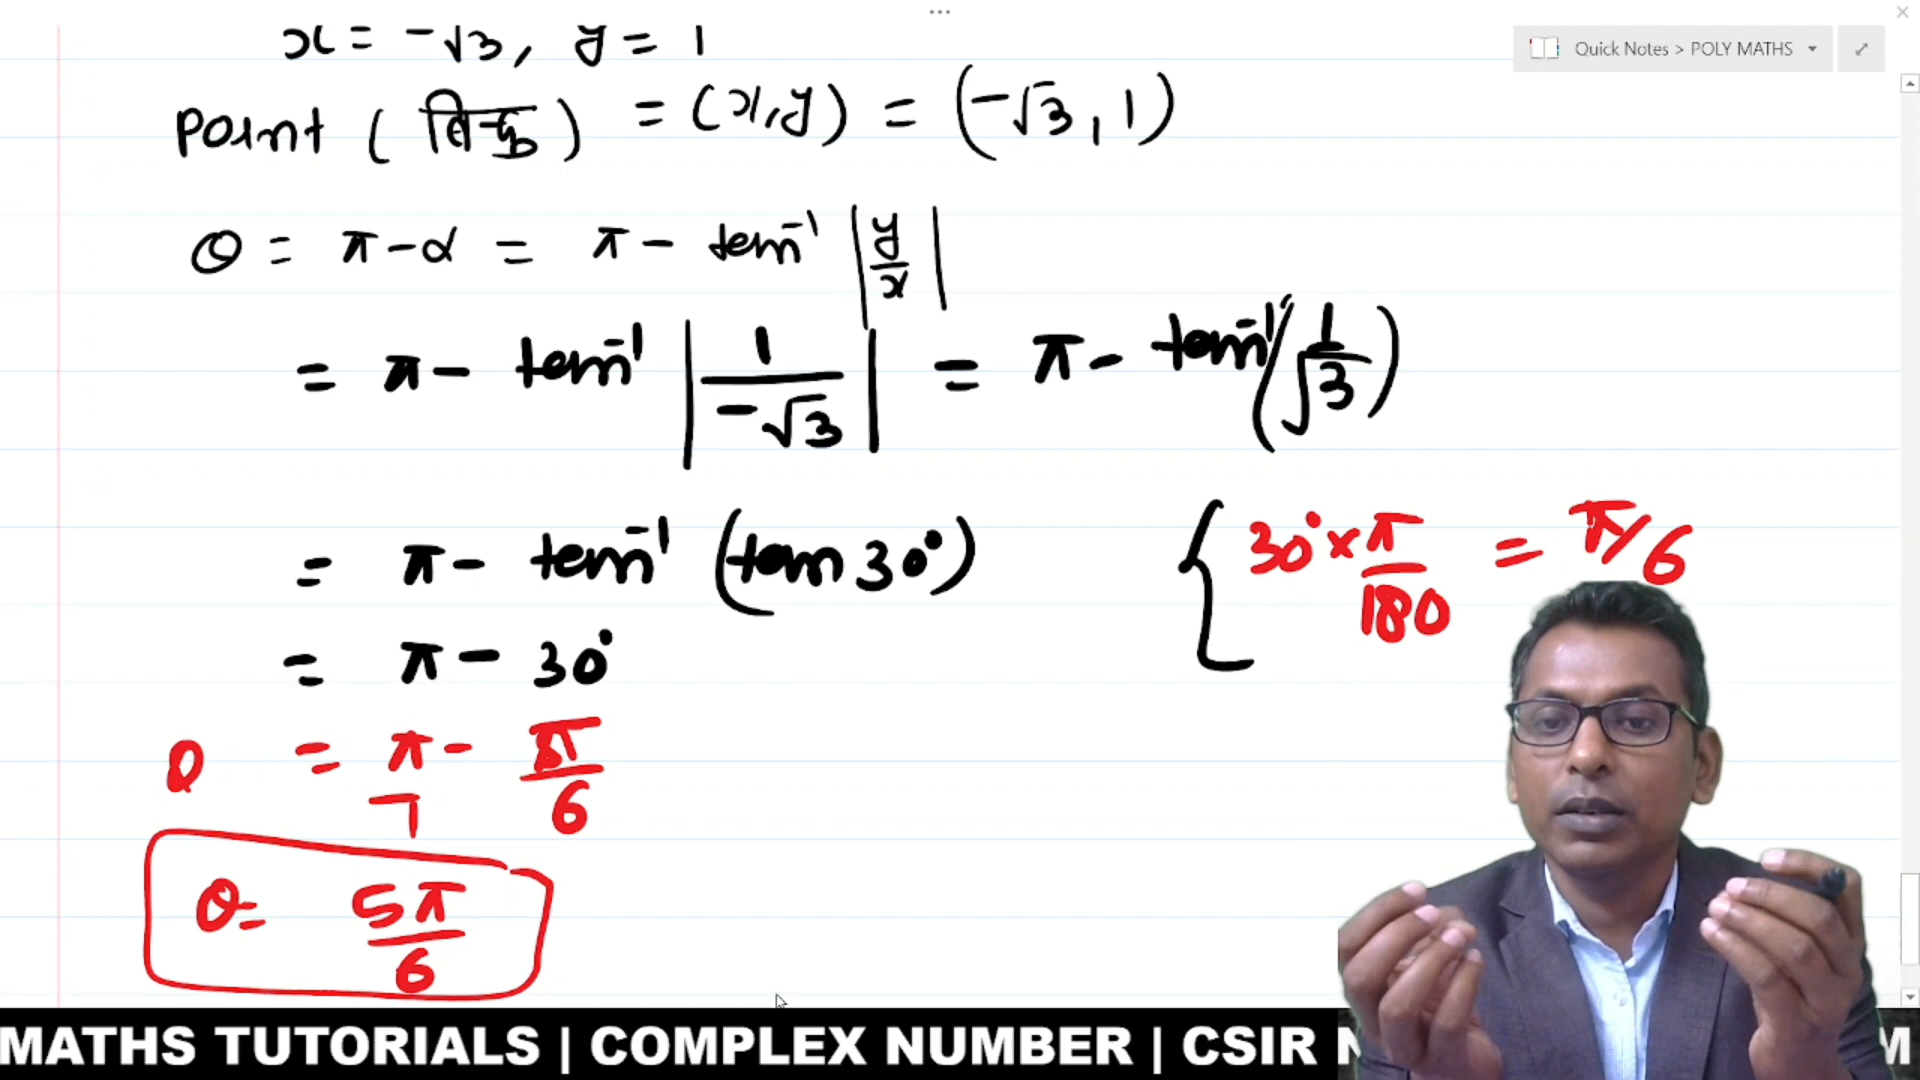 Quick Notes > POLY MATHS
x = -√3, y = 1
Point (बिन्दु) = (x,y) = (-√3, 1)
θ = π-α = π - tan⁻¹ |y/x|
= π - tan⁻¹ |1/-√3| = π - tan⁻¹ (1/√3)
= π - tan⁻¹ (tan 30°)
{ 30° × π/180 = π/6
= π - 30°
θ = π - π/6
θ = 5π/6
MATHS TUTORIALS | COMPLEX NUMBER | CSIR